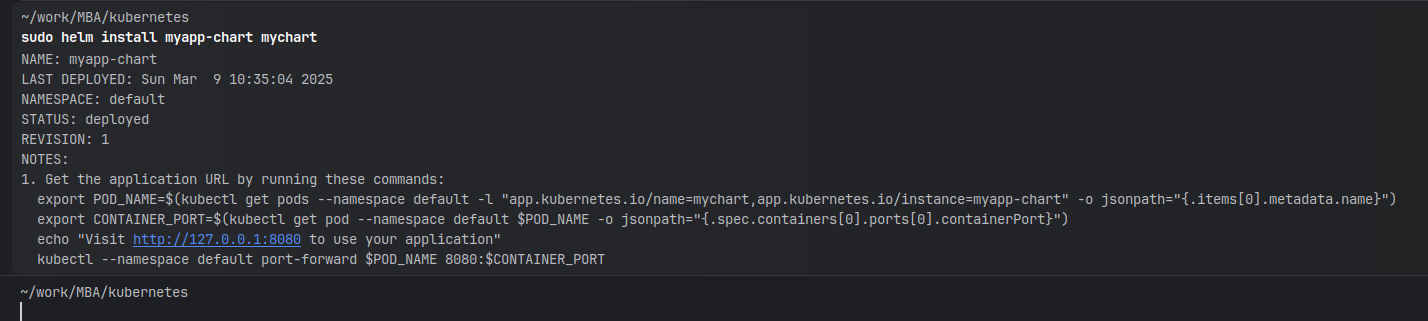 ~/work/MBA/kubernetes
sudo helm install myapp-chart mychart
NAME: myapp-chart
LAST DEPLOYED: Sun Mar  9 10:35:04 2025
NAMESPACE: default
STATUS: deployed
REVISION: 1
NOTES:
1. Get the application URL by running these commands:
  export POD_NAME=$(kubectl get pods --namespace default -l "app.kubernetes.io/name=mychart,app.kubernetes.io/instance=myapp-chart" -o jsonpath="{.items[0].metadata.name}")
  export CONTAINER_PORT=$(kubectl get pod --namespace default $POD_NAME -o jsonpath="{.spec.containers[0].ports[0].containerPort}")
  echo "Visit http://127.0.0.1:8080 to use your application"
  kubectl --namespace default port-forward $POD_NAME 8080:$CONTAINER_PORT
~/work/MBA/kubernetes